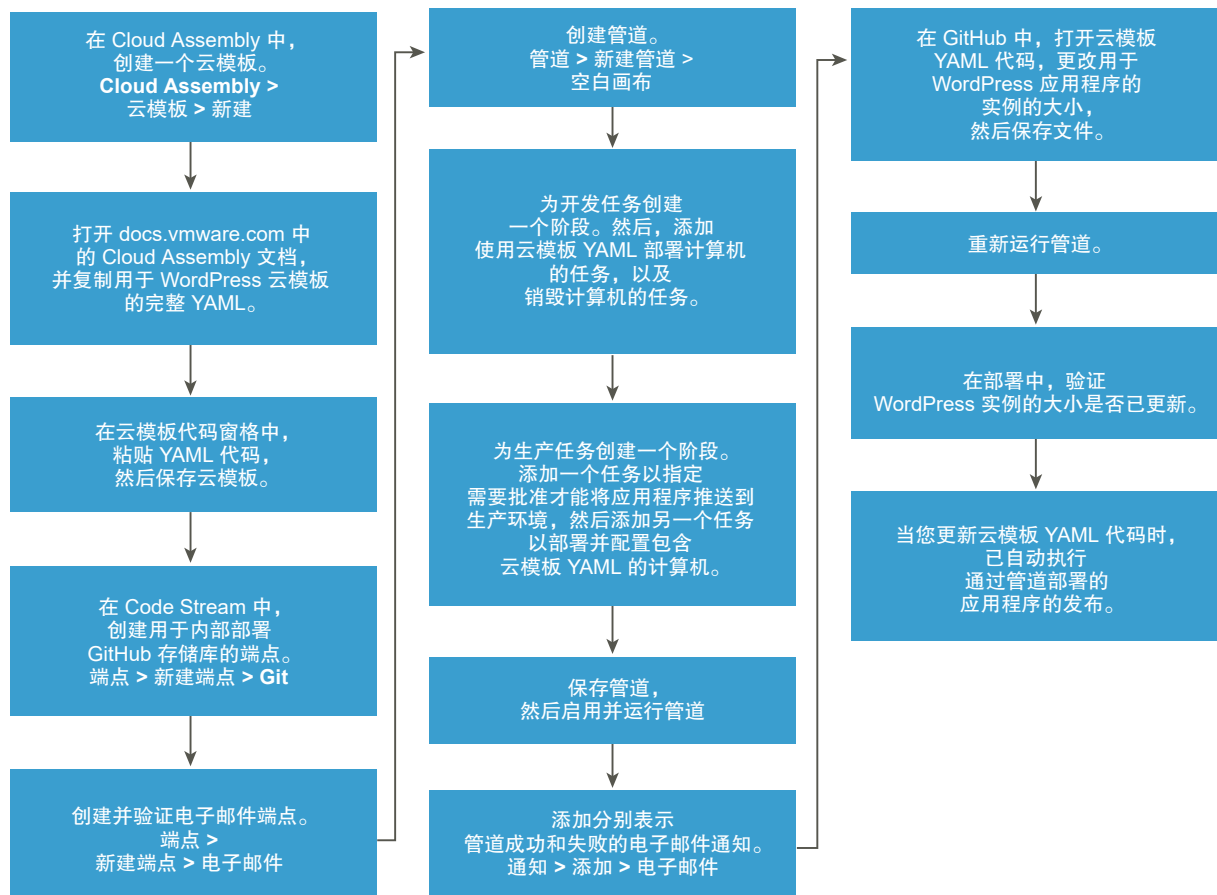 在 Cloud Assembly 中，
创建一个云模板。
Cloud Assembly >
云模板 > 新建
打开 docs.vmware.com 中
的 Cloud Assembly 文档，
并复制用于 WordPress 云模板
的完整 YAML。
在云模板代码窗格中，
粘贴 YAML 代码，
然后保存云模板。
在 Code Stream 中，
创建用于内部部署
GitHub 存储库的端点。
端点 > 新建端点 > Git
创建并验证电子邮件端点。
端点 >
新建端点 > 电子邮件
创建管道。
管道 > 新建管道 >
空白画布
为开发任务创建
一个阶段。然后，添加
使用云模板 YAML 部署计算机
的任务，以及
销毁计算机的任务。
为生产任务创建一个阶段。
添加一个任务以指定
需要批准才能将应用程序推送到
生产环境，然后添加另一个任务
以部署并配置包含
云模板 YAML 的计算机。
保存管道，
然后启用并运行管道
添加分别表示
管道成功和失败的电子邮件通知。
通知 > 添加 > 电子邮件
在 GitHub 中，打开云模板
YAML 代码，更改用于
WordPress 应用程序的
实例的大小，
然后保存文件。
重新运行管道。
在部署中，验证
WordPress 实例的大小是否已更新。
当您更新云模板 YAML 代码时，
已自动执行
通过管道部署的
应用程序的发布。